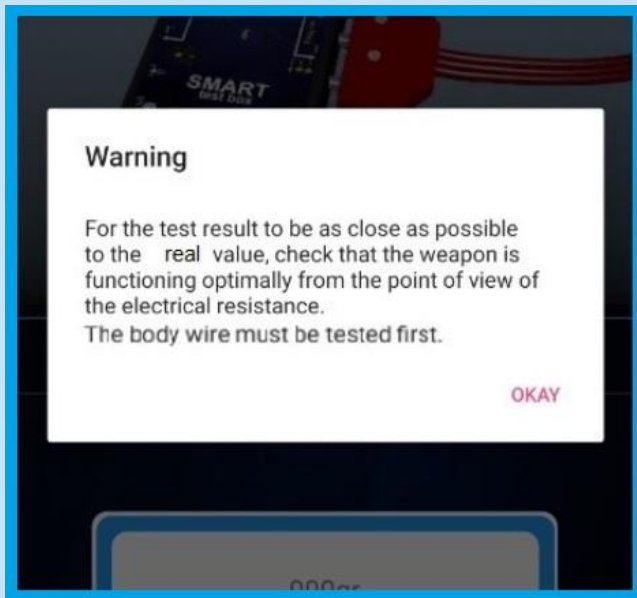 SMART
test box
Warning
For the test result to be as close as possible
to the real value, check that the weapon is
functioning optimally from the point of view of
the electrical resistance.
The body wire must be tested first.
OKAY